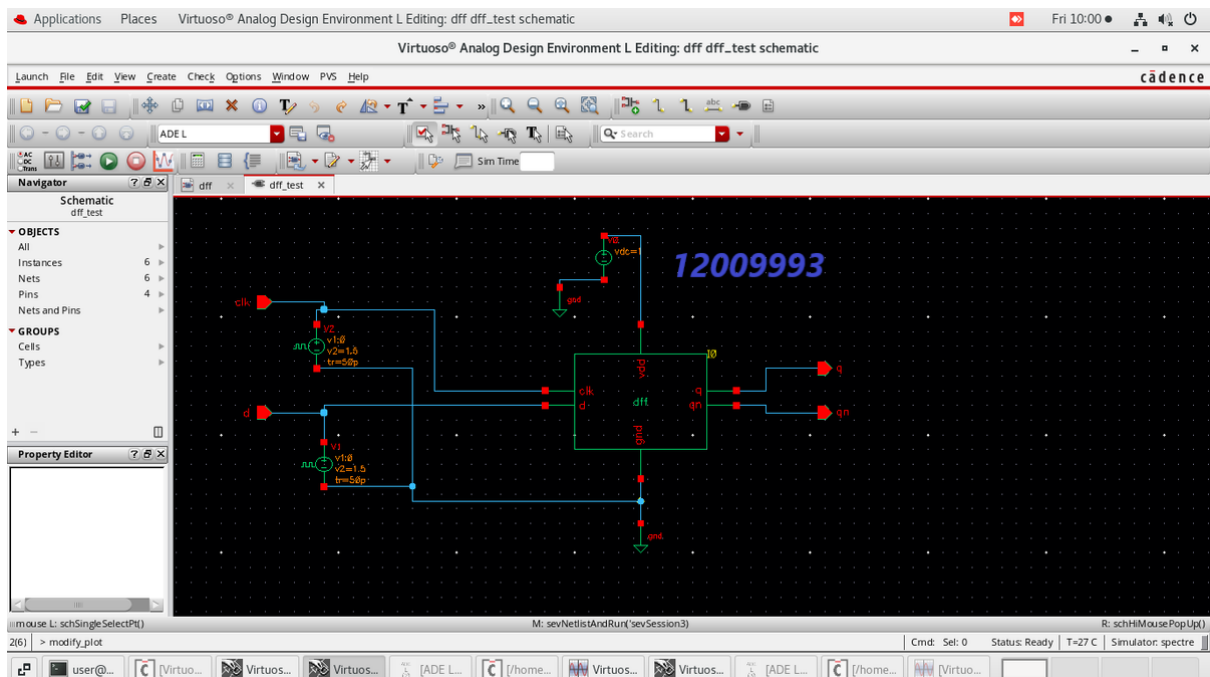 Applications Places Virtuoso® Analog Design Environment L Editing: dff dff_test schematic Fri 10:00
Virtuoso® Analog Design Environment L Editing: dff dff_test schematic
Launch File Edit View Create Check Options Window PVS Help cādence
ADE L Search
Sim Time
Navigator dff dff_test
Schematic
dff_test
OBJECTS
All
Instances 6
Nets 6
Pins 4
Nets and Pins
GROUPS
Cells
Types
Property Editor
vdc=1
12009993
gnd
clk
V2
v1:0
v2=1.5
tr=50p
I0
vdd
clk q q
d dff qn qn
gnd
d
V1
v1:0
v2=1.5
tr=50p
gnd
mouse L: schSingleSelectPt() M: sevNetlistAndRun('sevSession3) R: schHiMousePopUp()
2(6) > modify_plot Cmd: Sel: 0 Status: Ready T=27 C Simulator: spectre
user@... [Virtuo... Virtuos... Virtuos... [ADE L... [/home... Virtuos... Virtuos... [ADE L... [/home... [Virtuo...